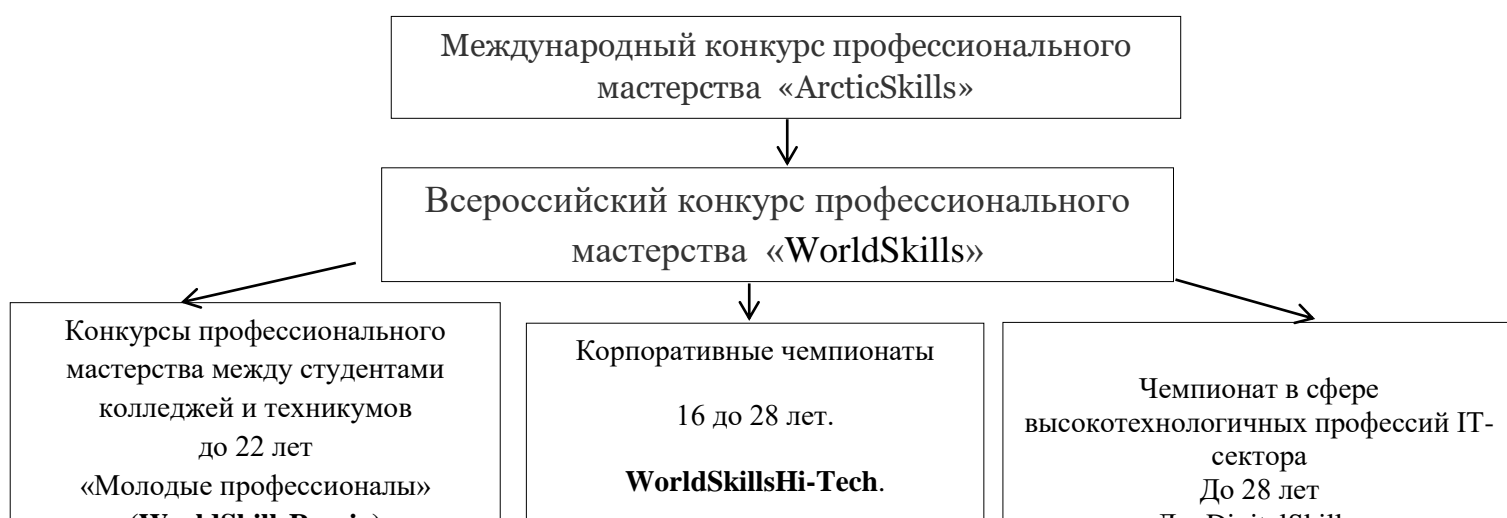 Международный конкурс профессионального
мастерства «ArcticSkills»
Всероссийский конкурс профессионального
мастерства «WorldSkills»
Конкурсы профессионального
мастерства между студентами
колледжей и техникумов
до 22 лет
«Молодые профессионалы»
Корпоративные чемпионаты
16 до 28 лет.
WorldSkillsHi-Tech.
Чемпионат в сфере
высокотехнологичных профессий IT-
сектора
До 28 лет